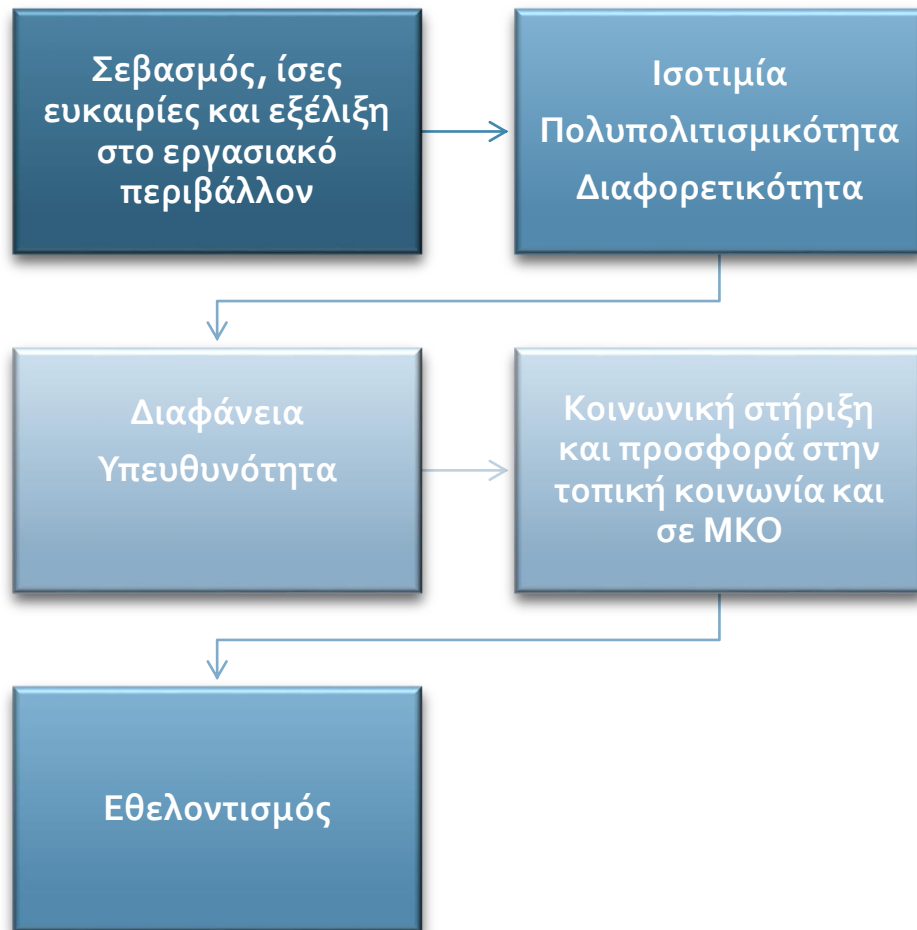 Σεβασμός, ίσες
ευκαιρίες και εξέλιξη
στο εργασιακό
περιβάλλον
Ισοτιμία
Πολυπολιτισμικότητα
Διαφορετικότητα
Διαφάνεια
Υπευθυνότητα
Κοινωνική στήριξη
και προσφορά στην
τοπική κοινωνία και
σε ΜΚΟ
Εθελοντισμός